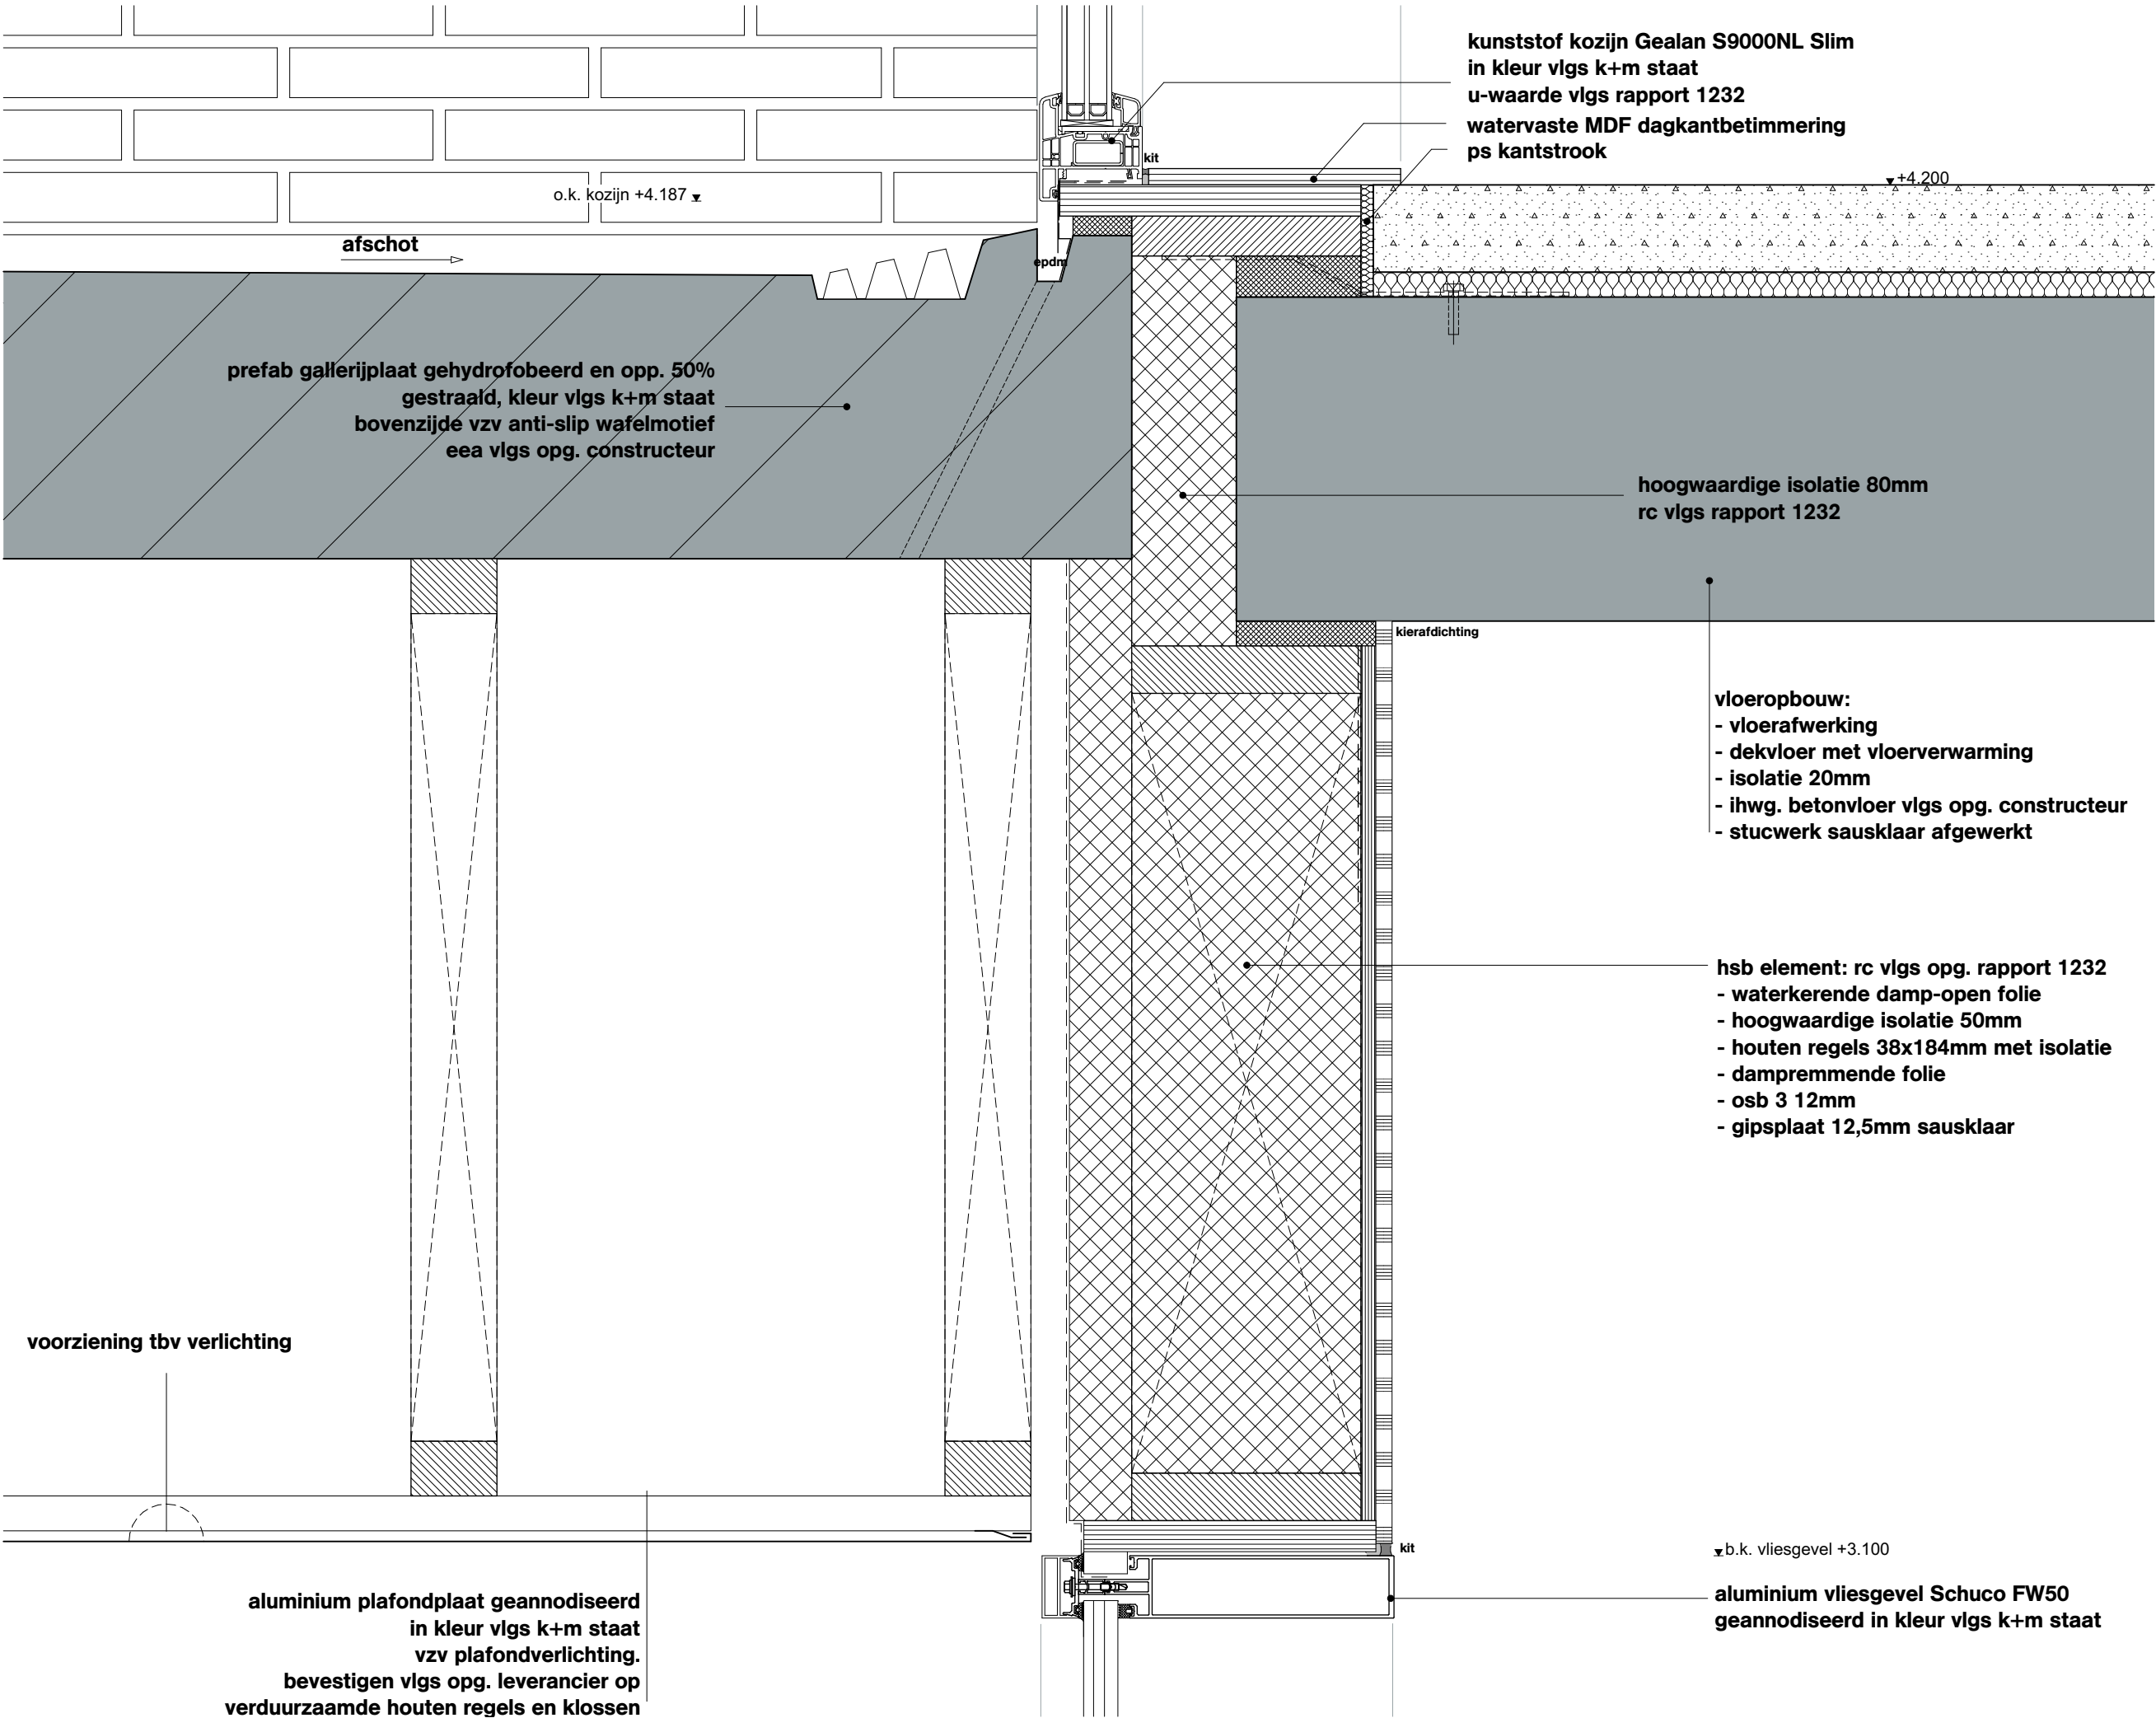 kunststof kozijn Gealan S9000NL Slim
in kleur vlgs k+m staat
u-waarde vlgs rapport 1232
watervaste MDF dagkantbetimmering
ps kantstrook
kit
+4.200
o.k. kozijn +4.187
afschot
epdm
prefab gallerijplaat gehydrofobeerd en opp. 50%
gestraald, kleur vlgs k+m staat
bovenzijde vzv anti-slip wafelmotief
eea vlgs opg. constructeur
hoogwaardige isolatie 80mm
rc vlgs rapport 1232
kierafdichting
vloeropbouw:
- vloerafwerking
- dekvloer met vloerverwarming
- isolatie 20mm
- ihwg. betonvloer vlgs opg. constructeur
- stucwerk sausklaar afgewerkt
hsb element: rc vlgs opg. rapport 1232
- waterkerende damp-open folie
- hoogwaardige isolatie 50mm
- houten regels 38x184mm met isolatie
- dampremmende folie
- osb 3 12mm
- gipsplaat 12,5mm sausklaar
voorziening tbv verlichting
kit
b.k. vliesgevel +3.100
aluminium vliesgevel Schuco FW50
geannodiseerd in kleur vlgs k+m staat
aluminium plafondplaat geannodiseerd
in kleur vlgs k+m staat
vzv plafondverlichting.
bevestigen vlgs opg. leverancier op
verduurzaamde houten regels en klossen